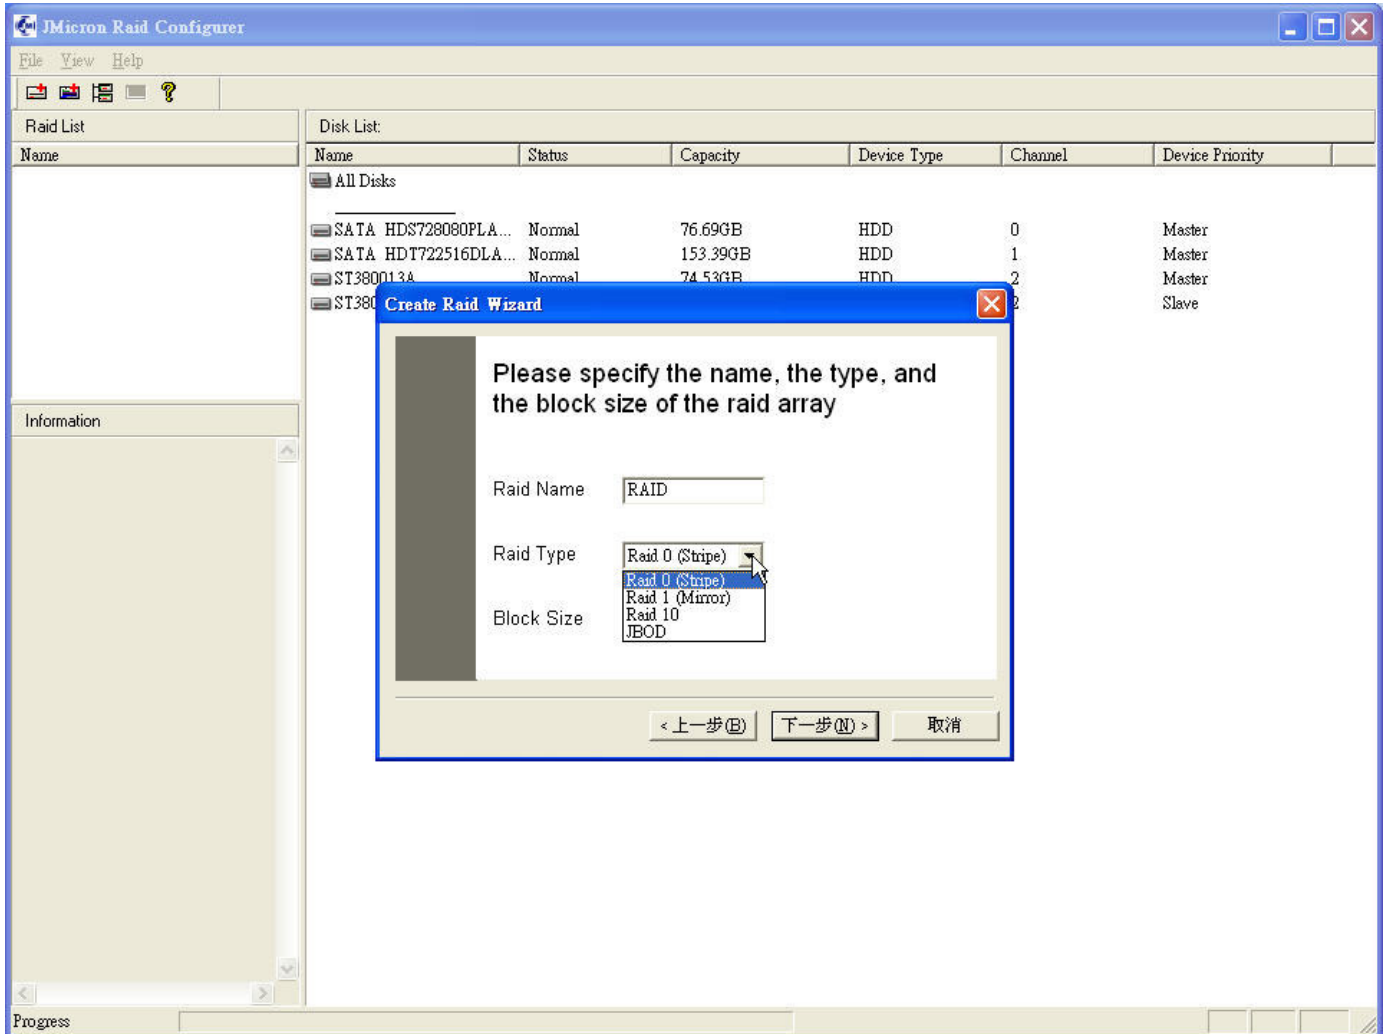 JMicron Raid Configurer
File View Help
Raid List
Disk List:
Name
Name Status Capacity Device Type Channel Device Priority
All Disks
SATA HDS728080PLA... Normal 76.69GB HDD 0 Master
SATA HDT722516DLA... Normal 153.39GB HDD 1 Master
ST380013A Normal 74.53GB HDD 2 Master
ST380 2 Slave
Create Raid Wizard
Please specify the name, the type, and
the block size of the raid array
Raid Name RAID
Raid Type Raid 0 (Stripe)
Raid 0 (Stripe)
Raid 1 (Mirror)
Raid 10
JBOD
Block Size
< 上一步(B) 下一步(N) > 取消
Information
Progress